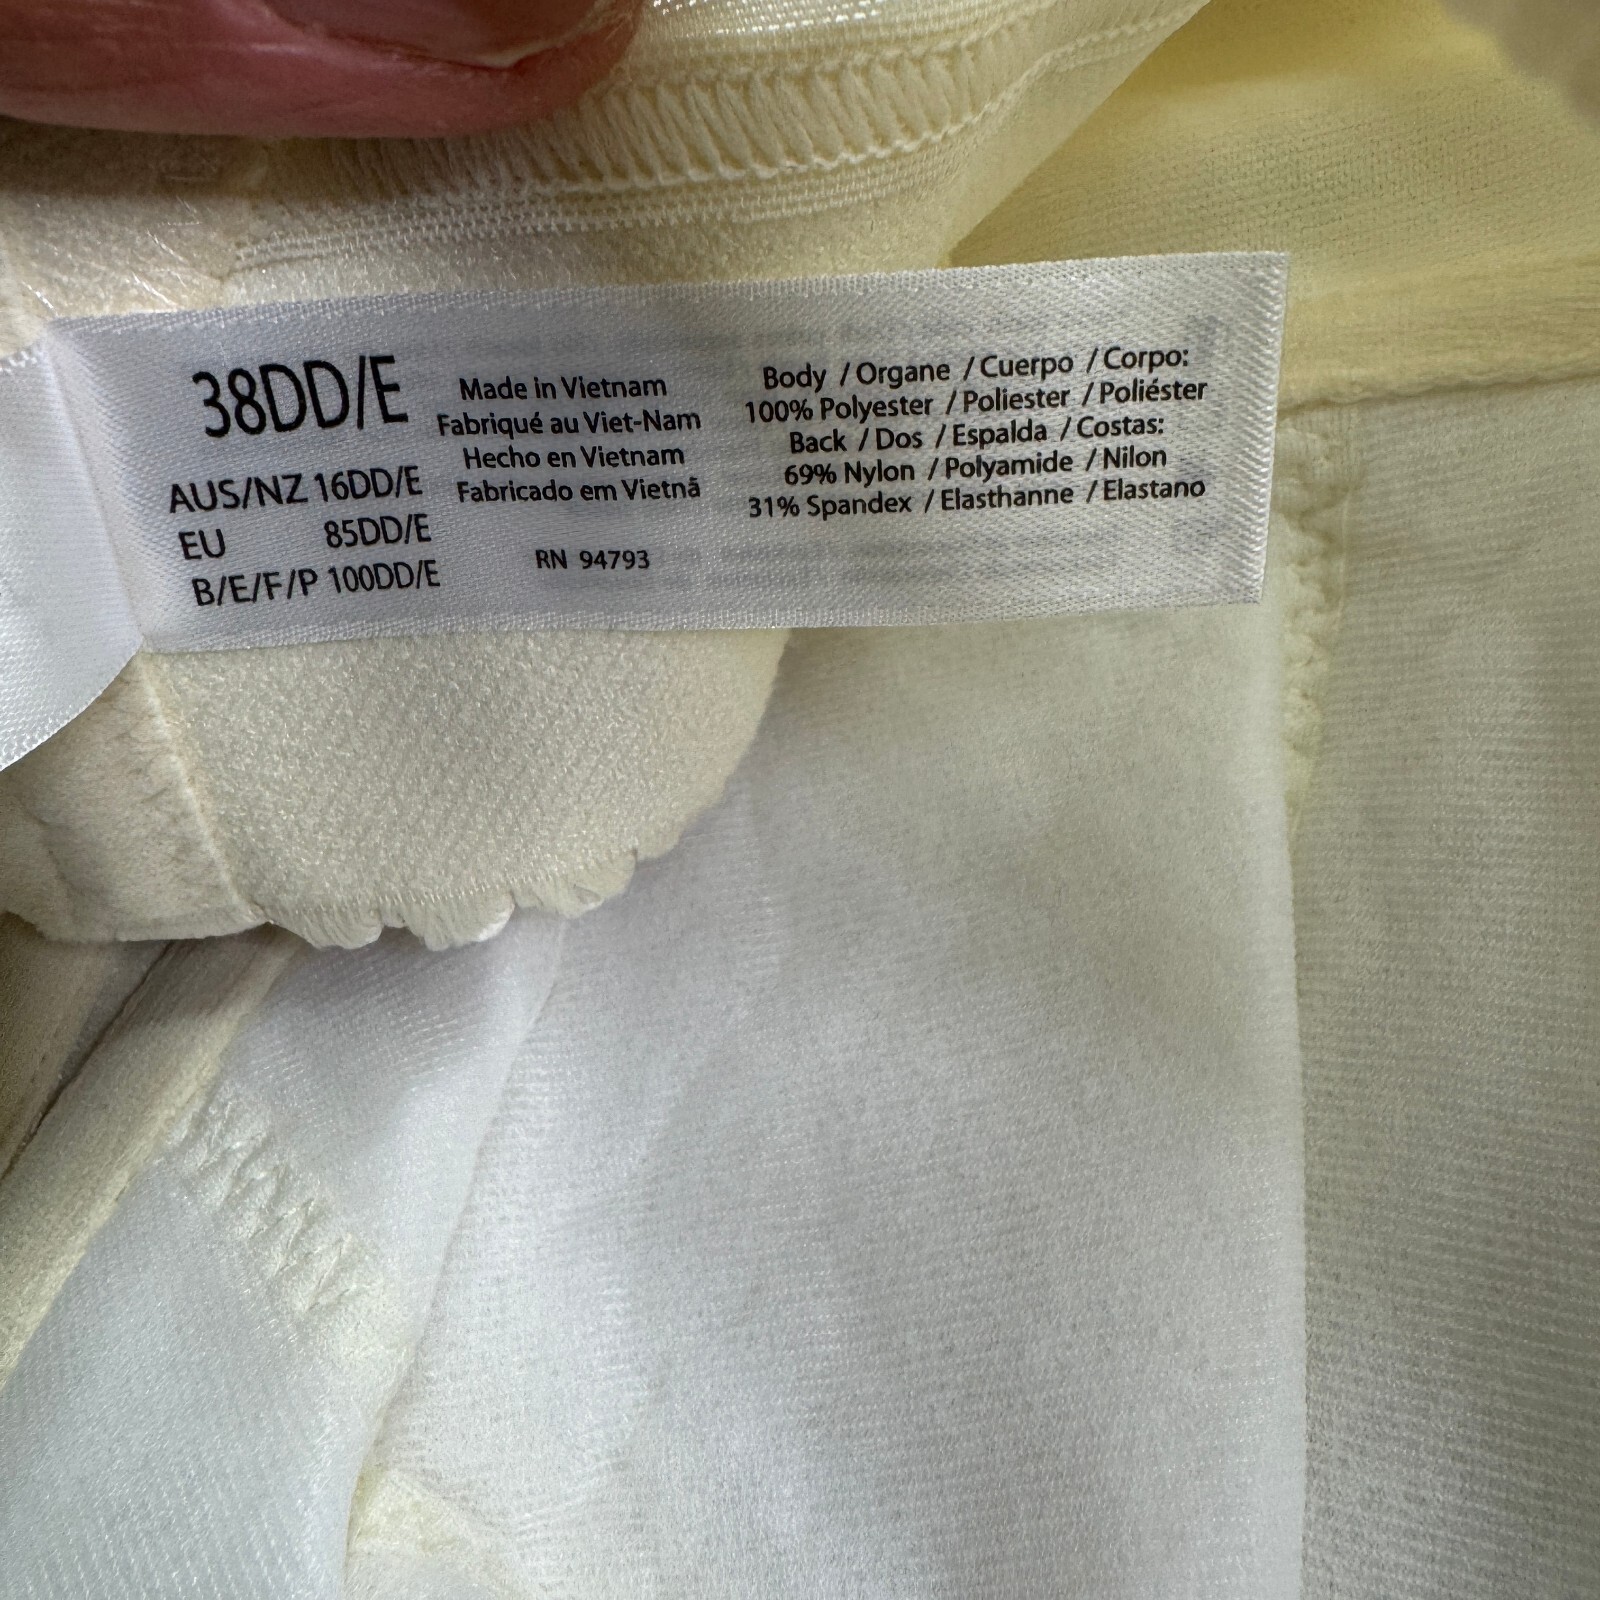 38DD/E
AUS/NZ 16DD/E
EU 85DD/E
B/E/F/P 100DD/E
Made in Vietnam
Fabriqué au Viet-Nam
Hecho en Vietnam
Fabricado em Vietnã
RN 94793
Body / Organe / Cuerpo / Corpo:
100% Polyester / Poliester / Poliéster
Back / Dos / Espalda / Costas:
69% Nylon / Polyamide / Nilon
31% Spandex / Elasthanne / Elastano